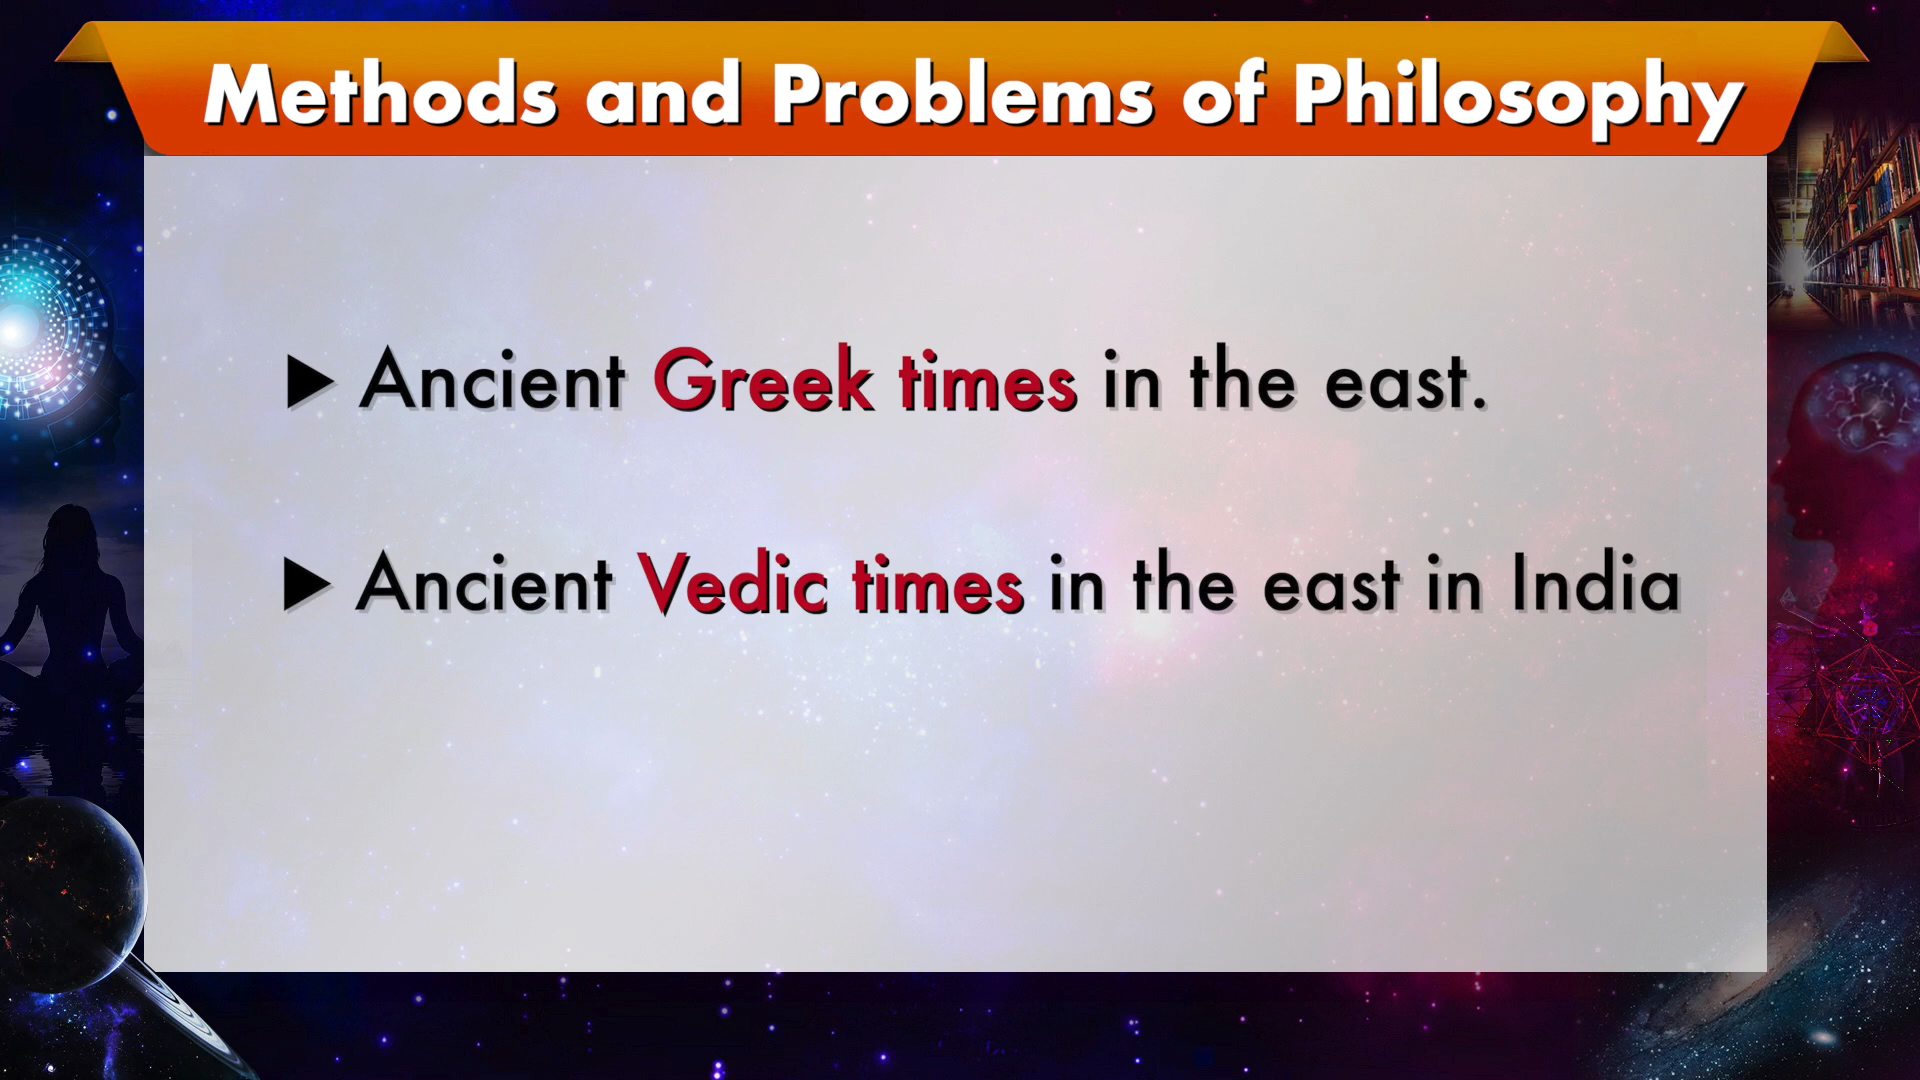 Methods and Problems of Philosophy
Ancient Greek times in the east.
Ancient Vedic times in the east in India